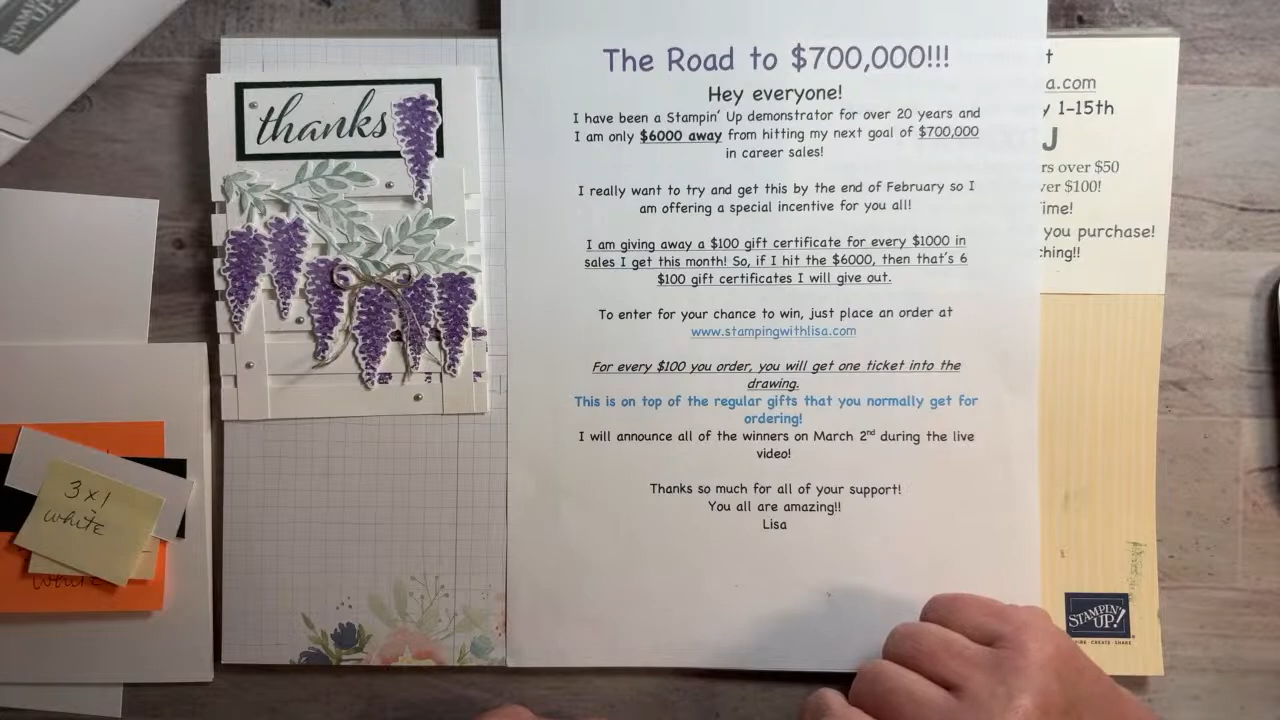 STAMPIN' UP!
thanks
The Road to $700,000!!!
Hey everyone!
I have been a Stampin' Up demonstrator for over 20 years and
I am only $6000 away from hitting my next goal of $700,000
in career sales!
I really want to try and get this by the end of February so I
am offering a special incentive for you all!
I am giving away a $100 gift certificate for every $1000 in
sales I get this month! So, if I hit the $6000, then that's 6
$100 gift certificates I will give out.
To enter for your chance to win, just place an order at
www.stampingwithlisa.com
For every $100 you order, you will get one ticket into the
drawing.
This is on top of the regular gifts that you normally get for
ordering!
I will announce all of the winners on March 2nd during the live
video!
Thanks so much for all of your support!
You all are amazing!!
Lisa
t
a.com
y 1-15th
J
rs over $50
ver $100!
ime!
you purchase!
ching!!
3x1
white
white
STAMPIN' UP!
IRE · CREATE · SHARE